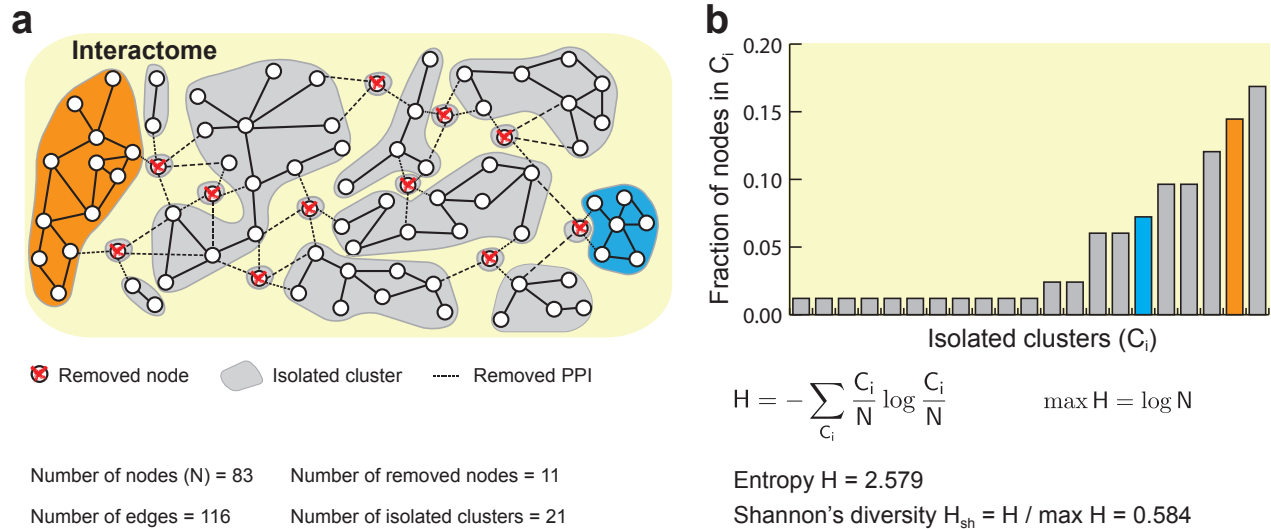 a
Interactome
Removed node
Isolated cluster
Removed PPI
Number of nodes (N) = 83
Number of removed nodes = 11
Number of edges = 116
Number of isolated clusters = 21
b
Fraction of nodes in Cᵢ
0.20
0.15
0.10
0.05
0.00
Isolated clusters (Cᵢ)
H = − ∑_{Cᵢ} Cᵢ/N log Cᵢ/N
max H = log N
Entropy H = 2.579
Shannon's diversity H_sh = H / max H = 0.584